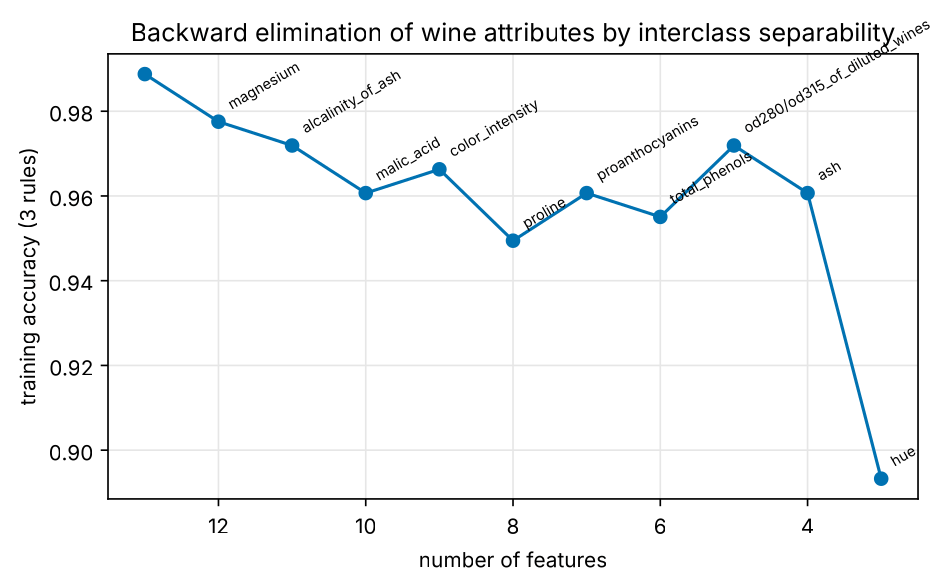 Backward elimination of wine attributes by interclass separability
training accuracy (3 rules)
0.98
0.96
0.94
0.92
0.90
magnesium
alcalinity_of_ash
malic_acid
color_intensity
proline
proanthocyanins
total_phenols
od280/od315_of_diluted_wines
ash
hue
12
10
8
6
4
number of features